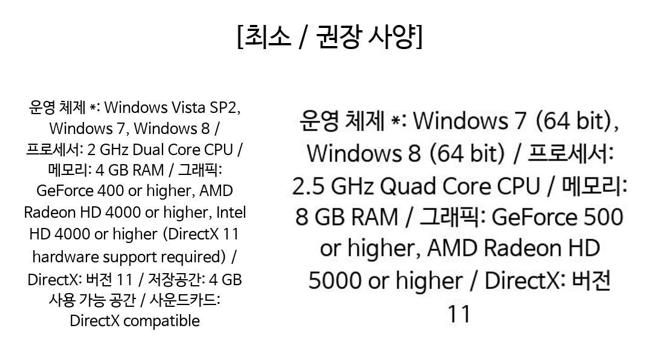 [최소 / 권장 사양]
운영 체제 *: Windows Vista SP2,
Windows 7, Windows 8 /
프로세서: 2 GHz Dual Core CPU /
메모리: 4 GB RAM / 그래픽:
GeForce 400 or higher, AMD
Radeon HD 4000 or higher, Intel
HD 4000 or higher (DirectX 11
hardware support required) /
DirectX: 버전 11 / 저장공간: 4 GB
사용 가능 공간 / 사운드카드:
DirectX compatible
운영 체제 *: Windows 7 (64 bit),
Windows 8 (64 bit) / 프로세서:
2.5 GHz Quad Core CPU / 메모리:
8 GB RAM / 그래픽: GeForce 500
or higher, AMD Radeon HD
5000 or higher / DirectX: 버전
11